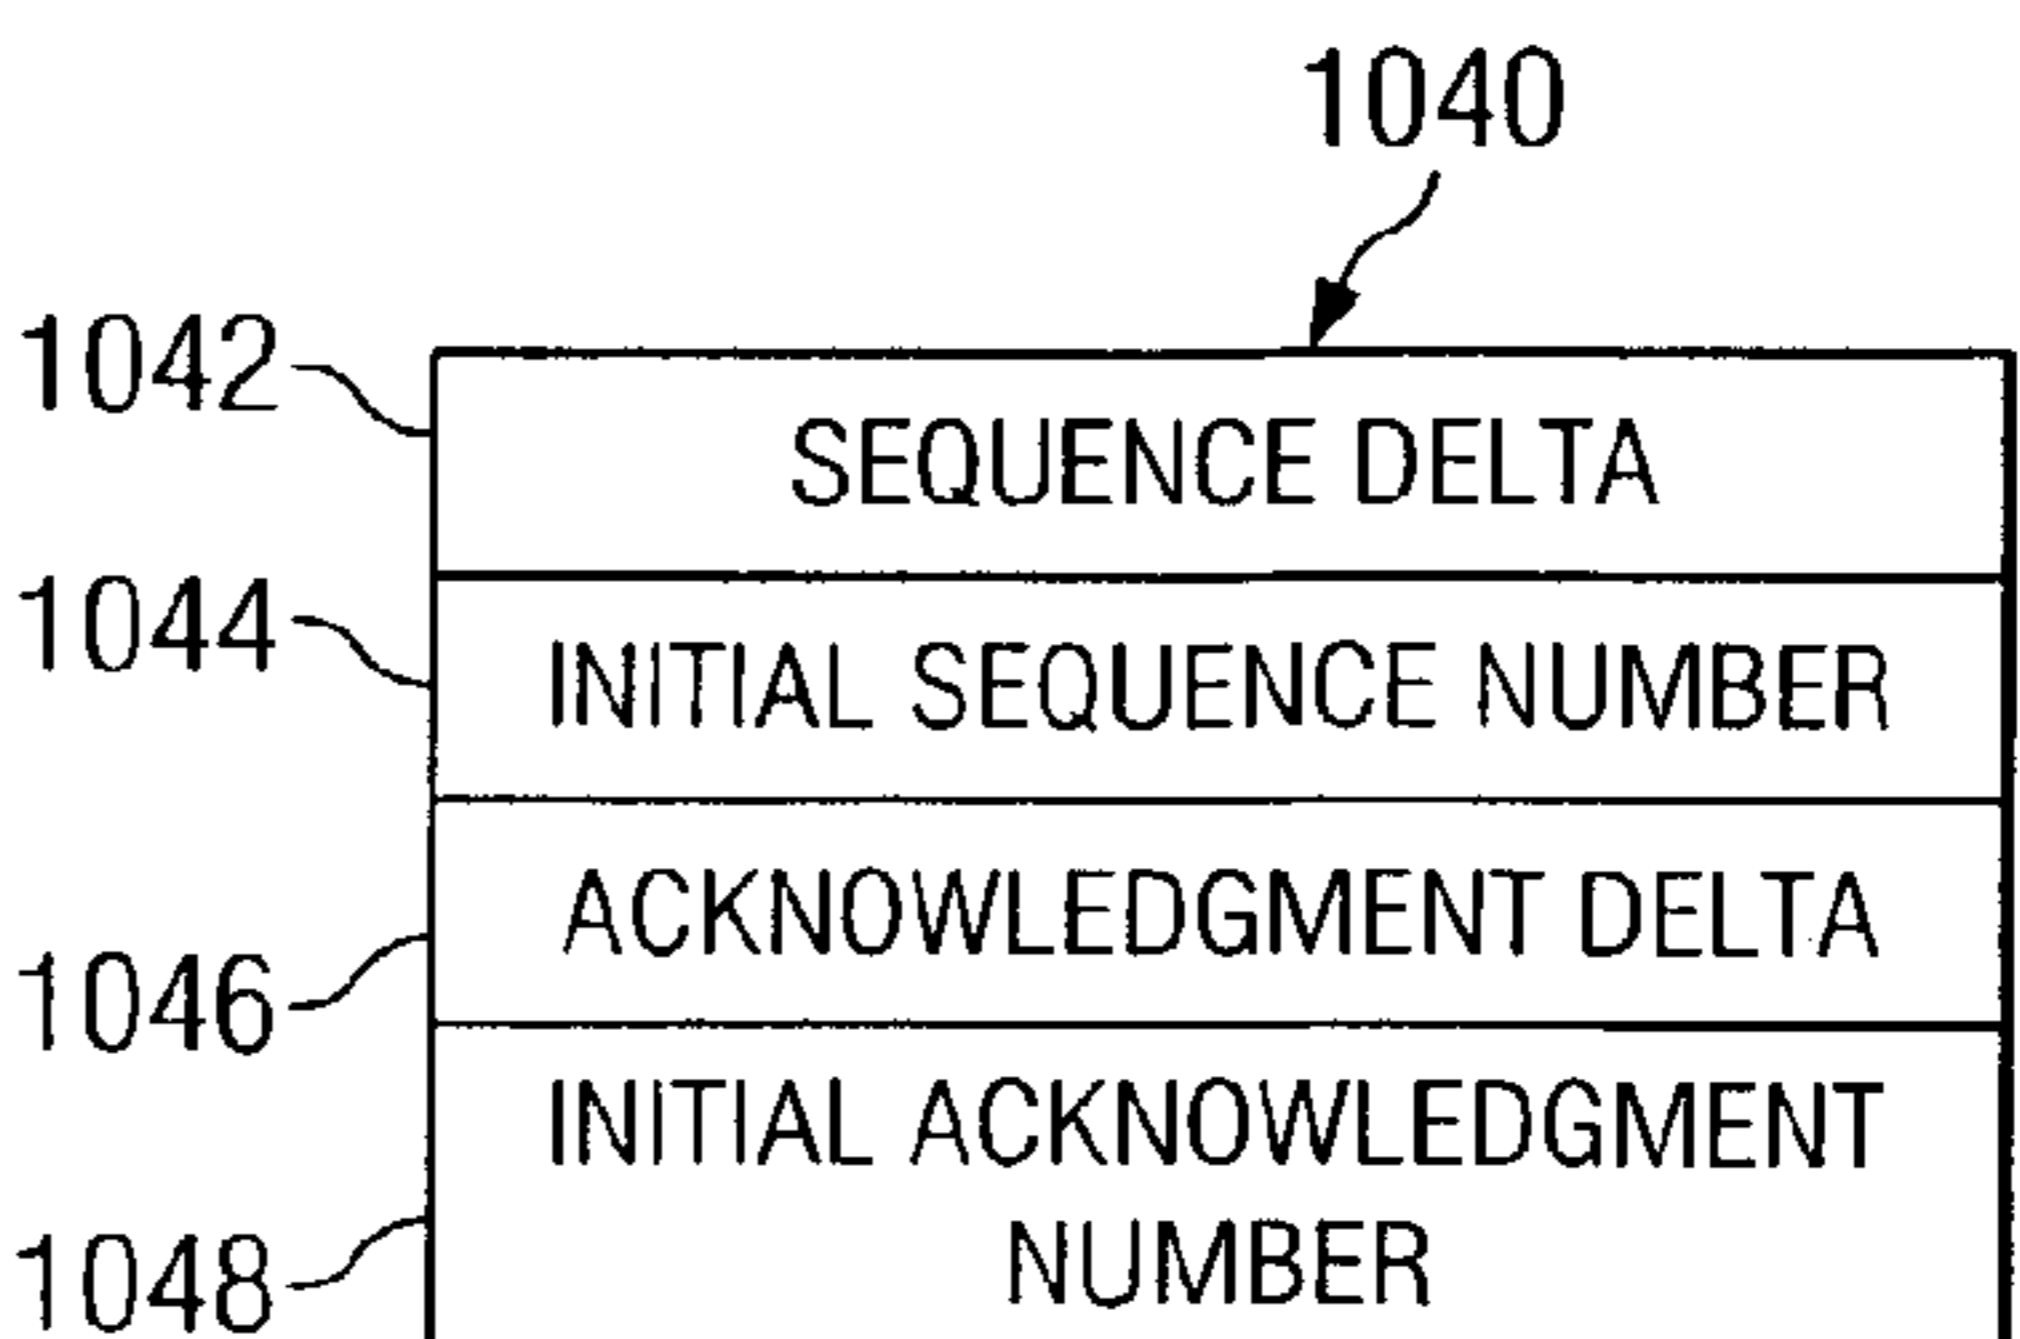 1040
1042
SEQUENCE DELTA
1044
INITIAL SEQUENCE NUMBER
ACKNOWLEDGMENT DELTA
1046
INITIAL ACKNOWLEDGMENT
NUMBER
1048